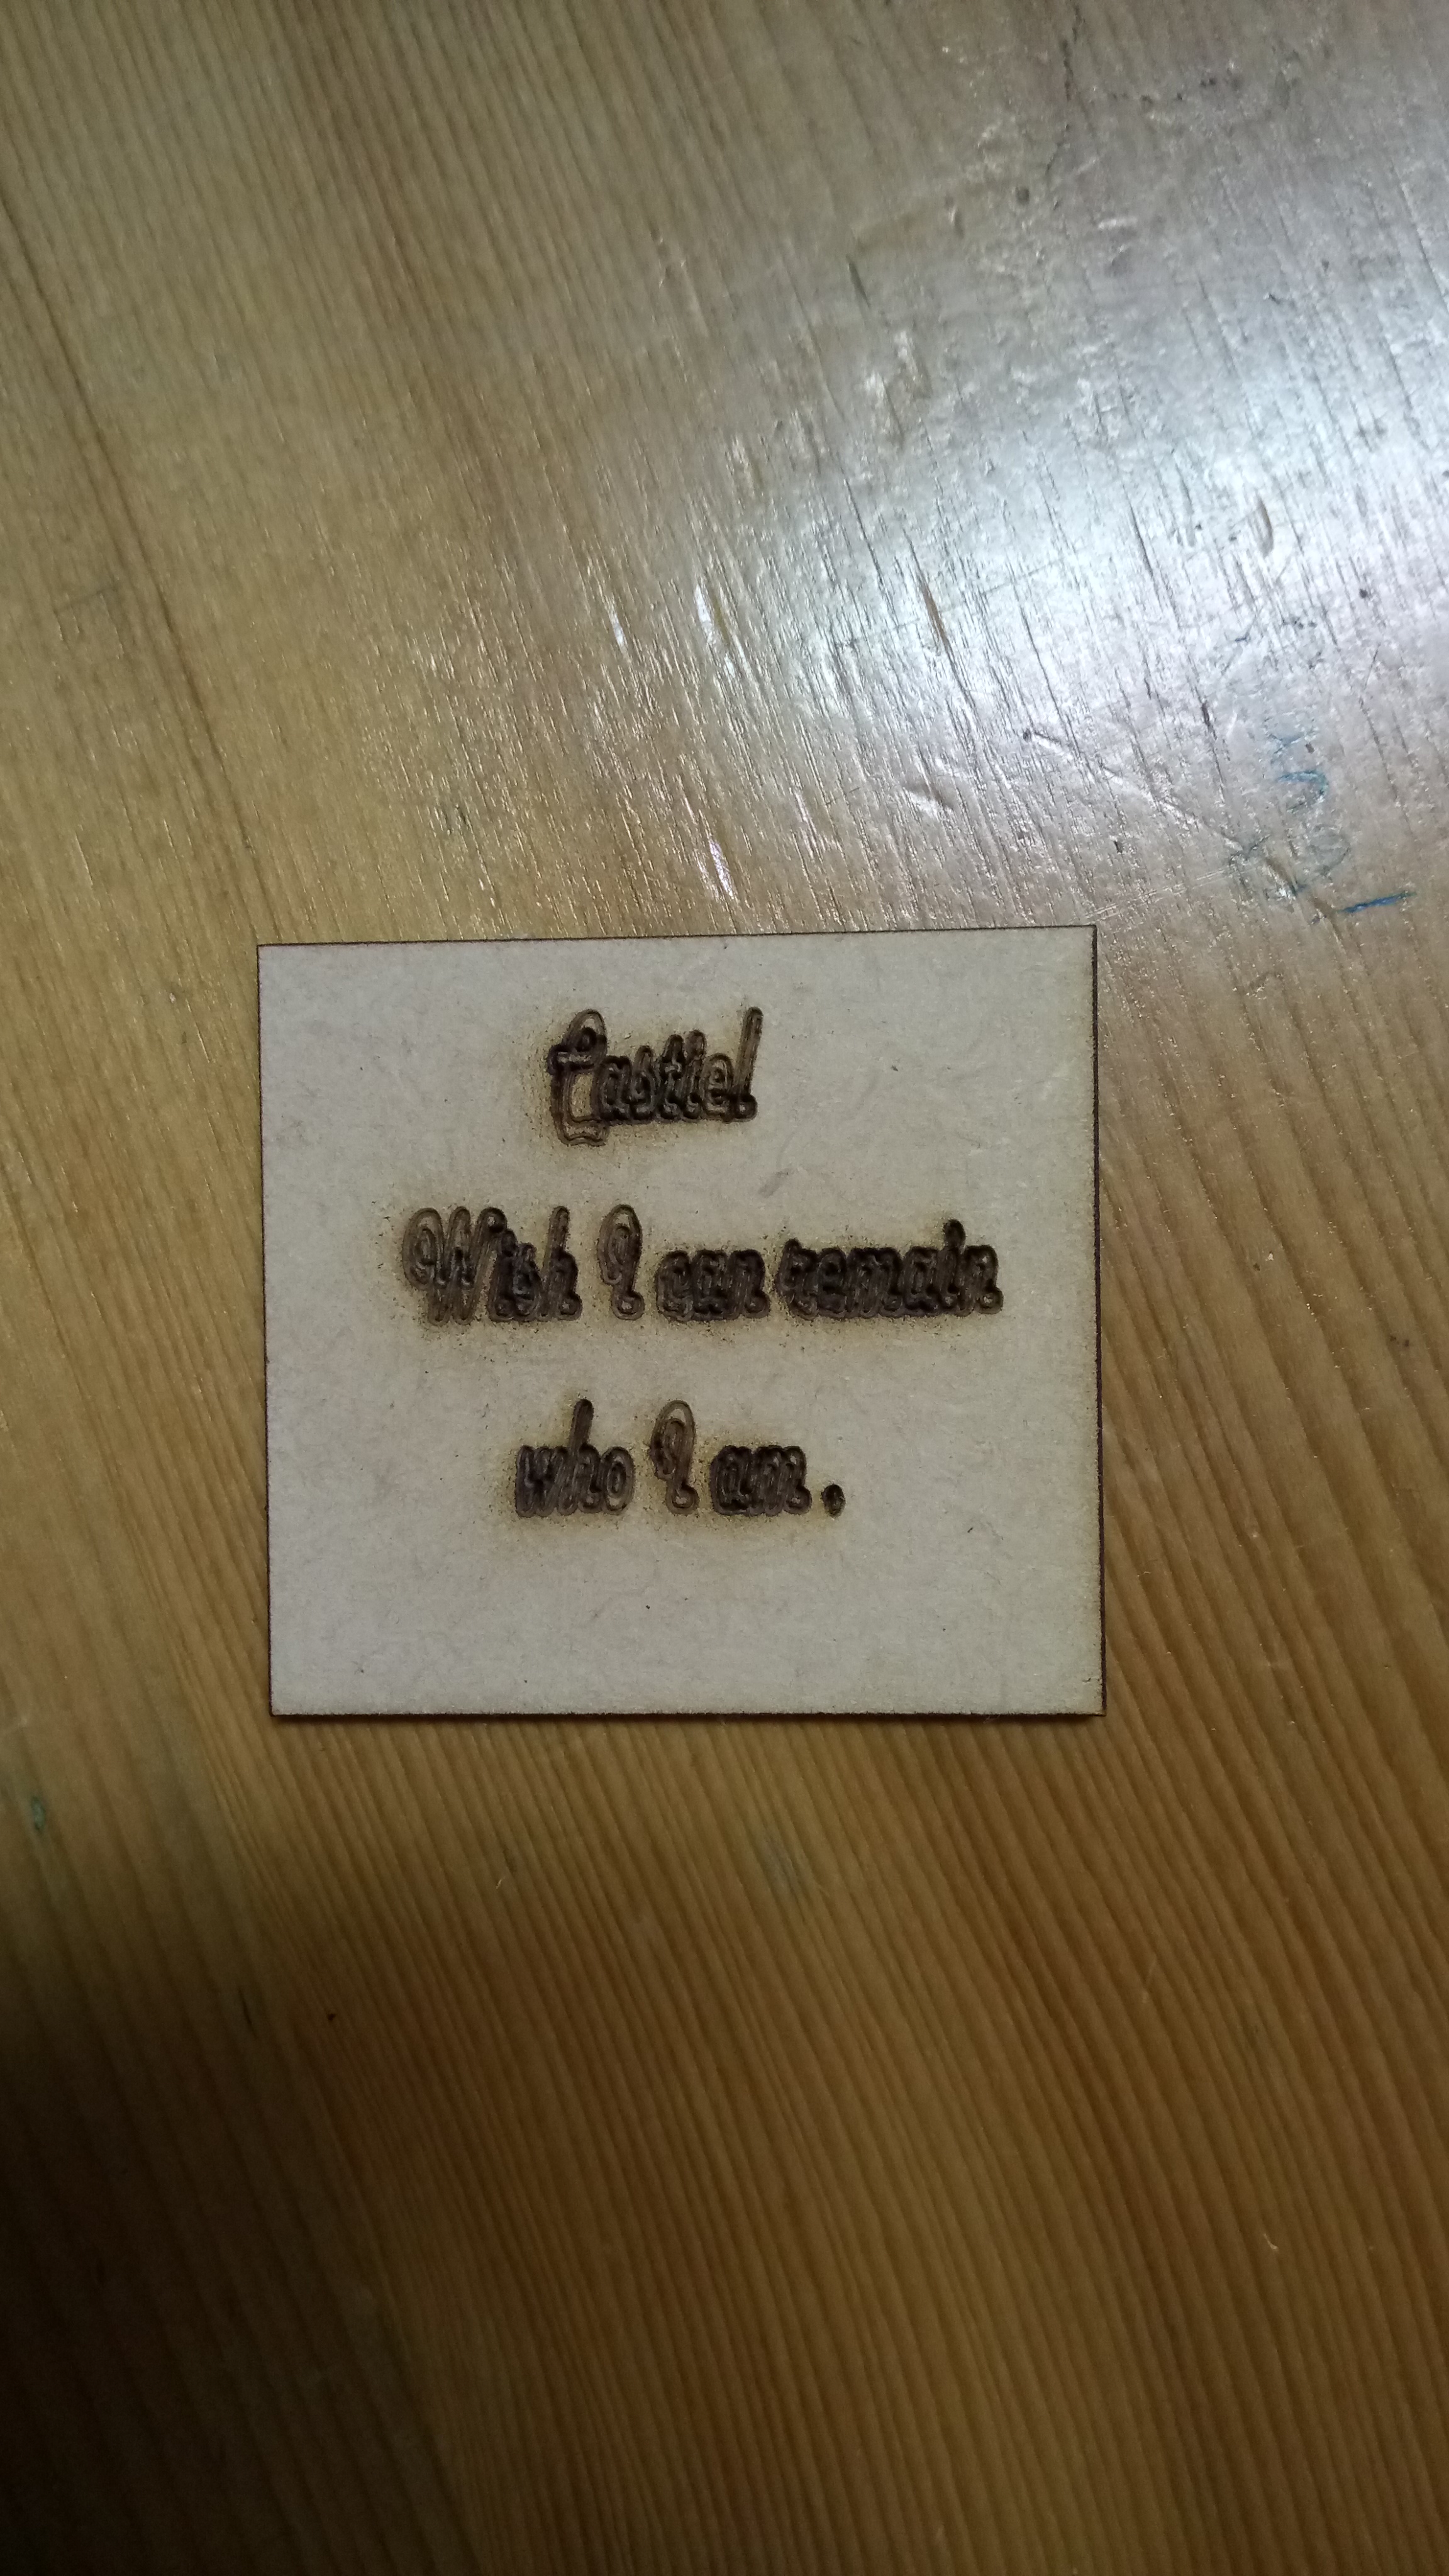 Castiel
Wish I can remain
who I am.